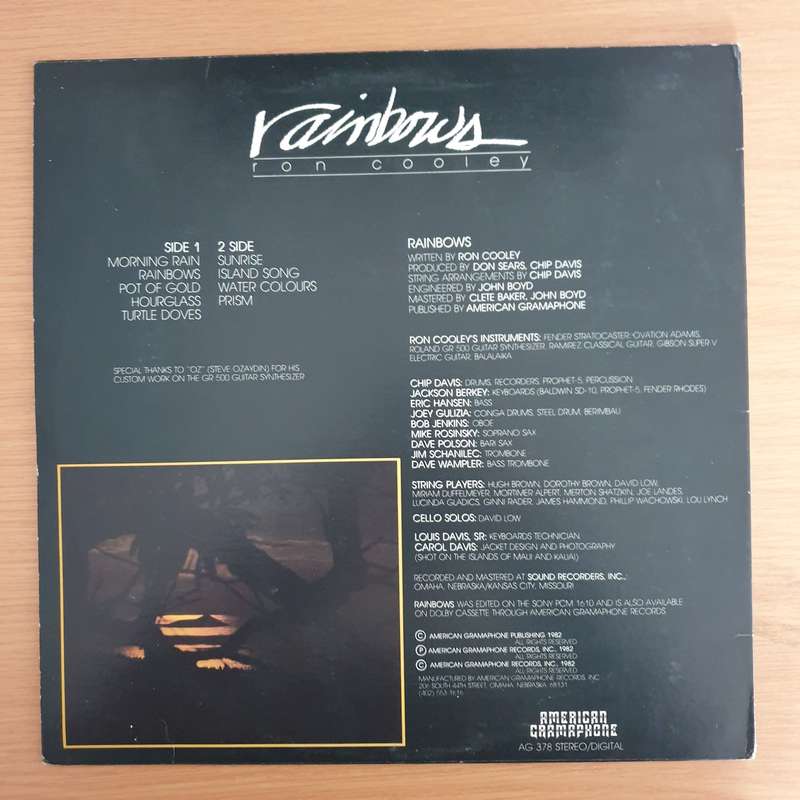 rainbows
ron cooley
SIDE 1
MORNING RAIN
RAINBOWS
POT OF GOLD
HOURGLASS
TURTLE DOVES
2 SIDE
SUNRISE
ISLAND SONG
WATER COLOURS
PRISM
SPECIAL THANKS TO "OZ" (STEVE OZAYDIN) FOR HIS
CUSTOM WORK ON THE GR 500 GUITAR SYNTHESIZER
RAINBOWS
WRITTEN BY RON COOLEY
PRODUCED BY DON SEARS, CHIP DAVIS
STRING ARRANGEMENTS BY CHIP DAVIS
ENGINEERED BY JOHN BOYD
MASTERED BY CLETE BAKER, JOHN BOYD
PUBLISHED BY AMERICAN GRAMAPHONE
RON COOLEY'S INSTRUMENTS: FENDER STRATOCASTER, OVATION ADAMIS,
ROLAND GR 500 GUITAR SYNTHESIZER, RAMIREZ CLASSICAL GUITAR, GIBSON SUPER V
ELECTRIC GUITAR, BALALAIKA
CHIP DAVIS: DRUMS, RECORDERS, PROPHET-5, PERCUSSION
JACKSON BERKEY: KEYBOARDS (BALDWIN SD-10, PROPHET-5, FENDER RHODES)
ERIC HANSEN: BASS
JOEY GULIZIA: CONGA DRUMS, STEEL DRUM, BERIMBAU
BOB JENKINS: OBOE
MIKE ROSINSKY: SOPRANO SAX
DAVE POLSON: BARI SAX
JIM SCHANILEC: TROMBONE
DAVE WAMPLER: BASS TROMBONE
STRING PLAYERS: HUGH BROWN, DOROTHY BROWN, DAVID LOW,
MIRIAM DUFFELMEYER, MORTIMER ALPERT, MERTON SHATZKIN, JOE LANDES,
LUCINDA GLADICS, GINNI RADER, JAMES HAMMOND, PHILLIP WACHOWSKI, LOU LYNCH
CELLO SOLOS: DAVID LOW
LOUIS DAVIS, SR: KEYBOARDS TECHNICIAN
CAROL DAVIS: JACKET DESIGN AND PHOTOGRAPHY
(SHOT ON THE ISLANDS OF MAUI AND KAUAI)
RECORDED AND MASTERED AT SOUND RECORDERS, INC.,
OMAHA, NEBRASKA/KANSAS CITY, MISSOURI
RAINBOWS WAS EDITED ON THE SONY PCM 1610 AND IS ALSO AVAILABLE
ON DOLBY CASSETTE THROUGH AMERICAN GRAMAPHONE RECORDS
© AMERICAN GRAMAPHONE PUBLISHING 1982
ALL RIGHTS RESERVED
℗ AMERICAN GRAMAPHONE RECORDS, INC., 1982
ALL RIGHTS RESERVED
© AMERICAN GRAMAPHONE RECORDS, INC., 1982
ALL RIGHTS RESERVED
MANUFACTURED BY AMERICAN GRAMAPHONE RECORDS, INC
206 SOUTH 44TH STREET, OMAHA, NEBRASKA 68131
(402) 553 1616
AMERICAN
GRAMAPHONE
AG 378 STEREO/DIGITAL